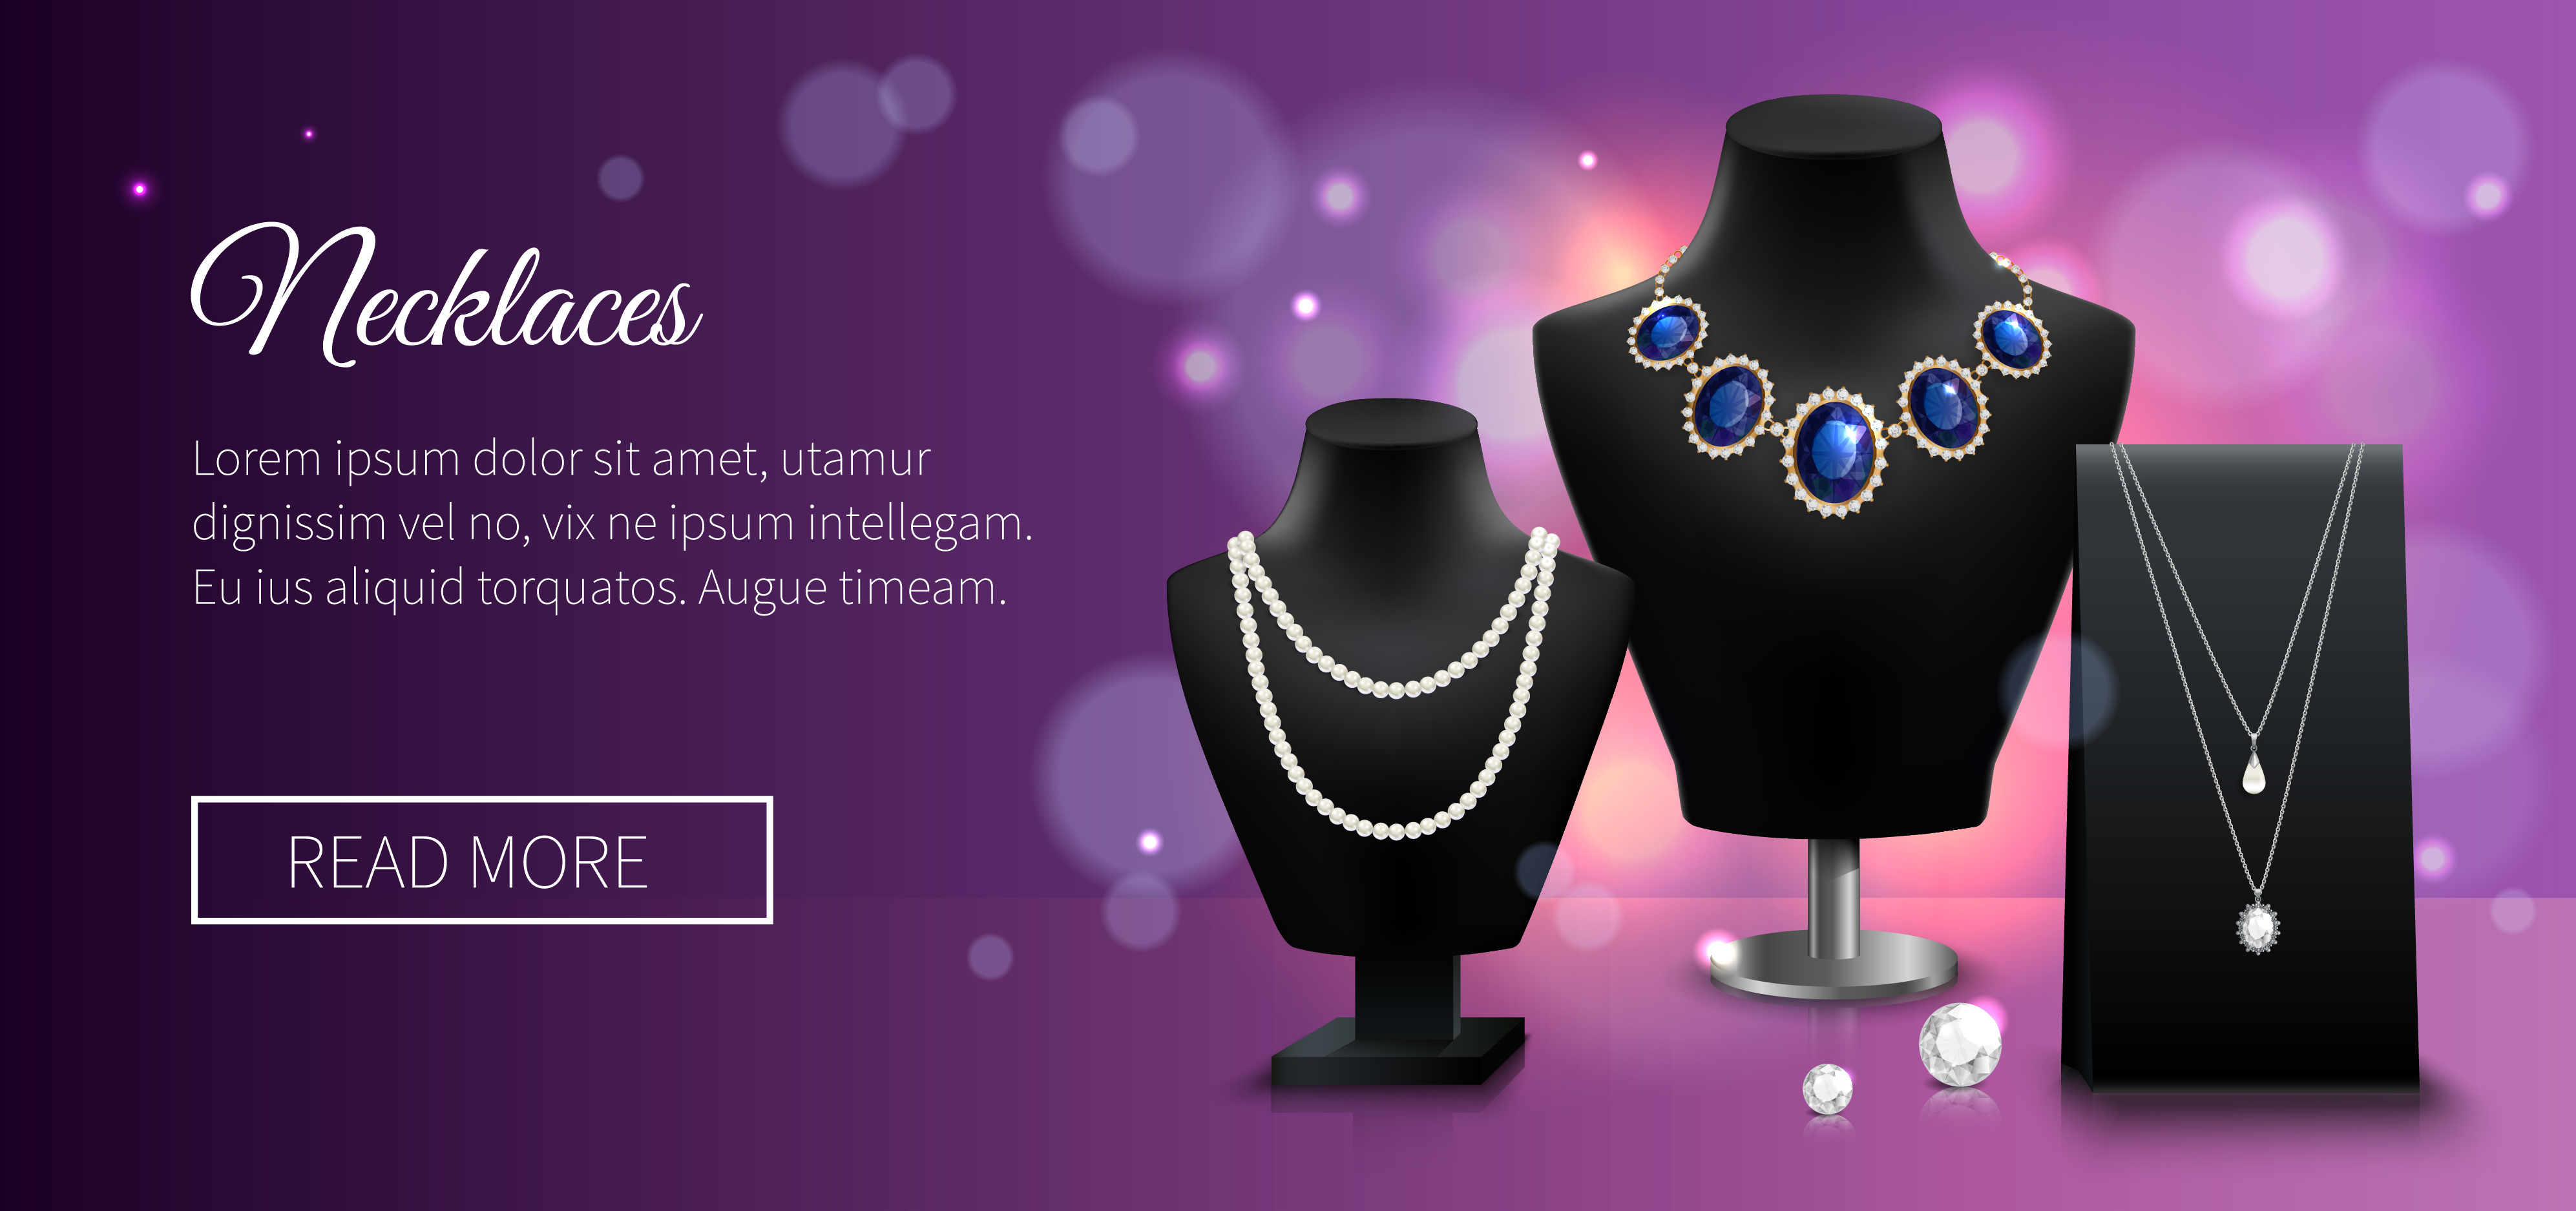 Necklaces
Lorem ipsum dolor sit amet, utamur
dignissim vel no, vix ne ipsum intellegam.
Eu ius aliquid torquatos. Augue timeam.
READ MORE